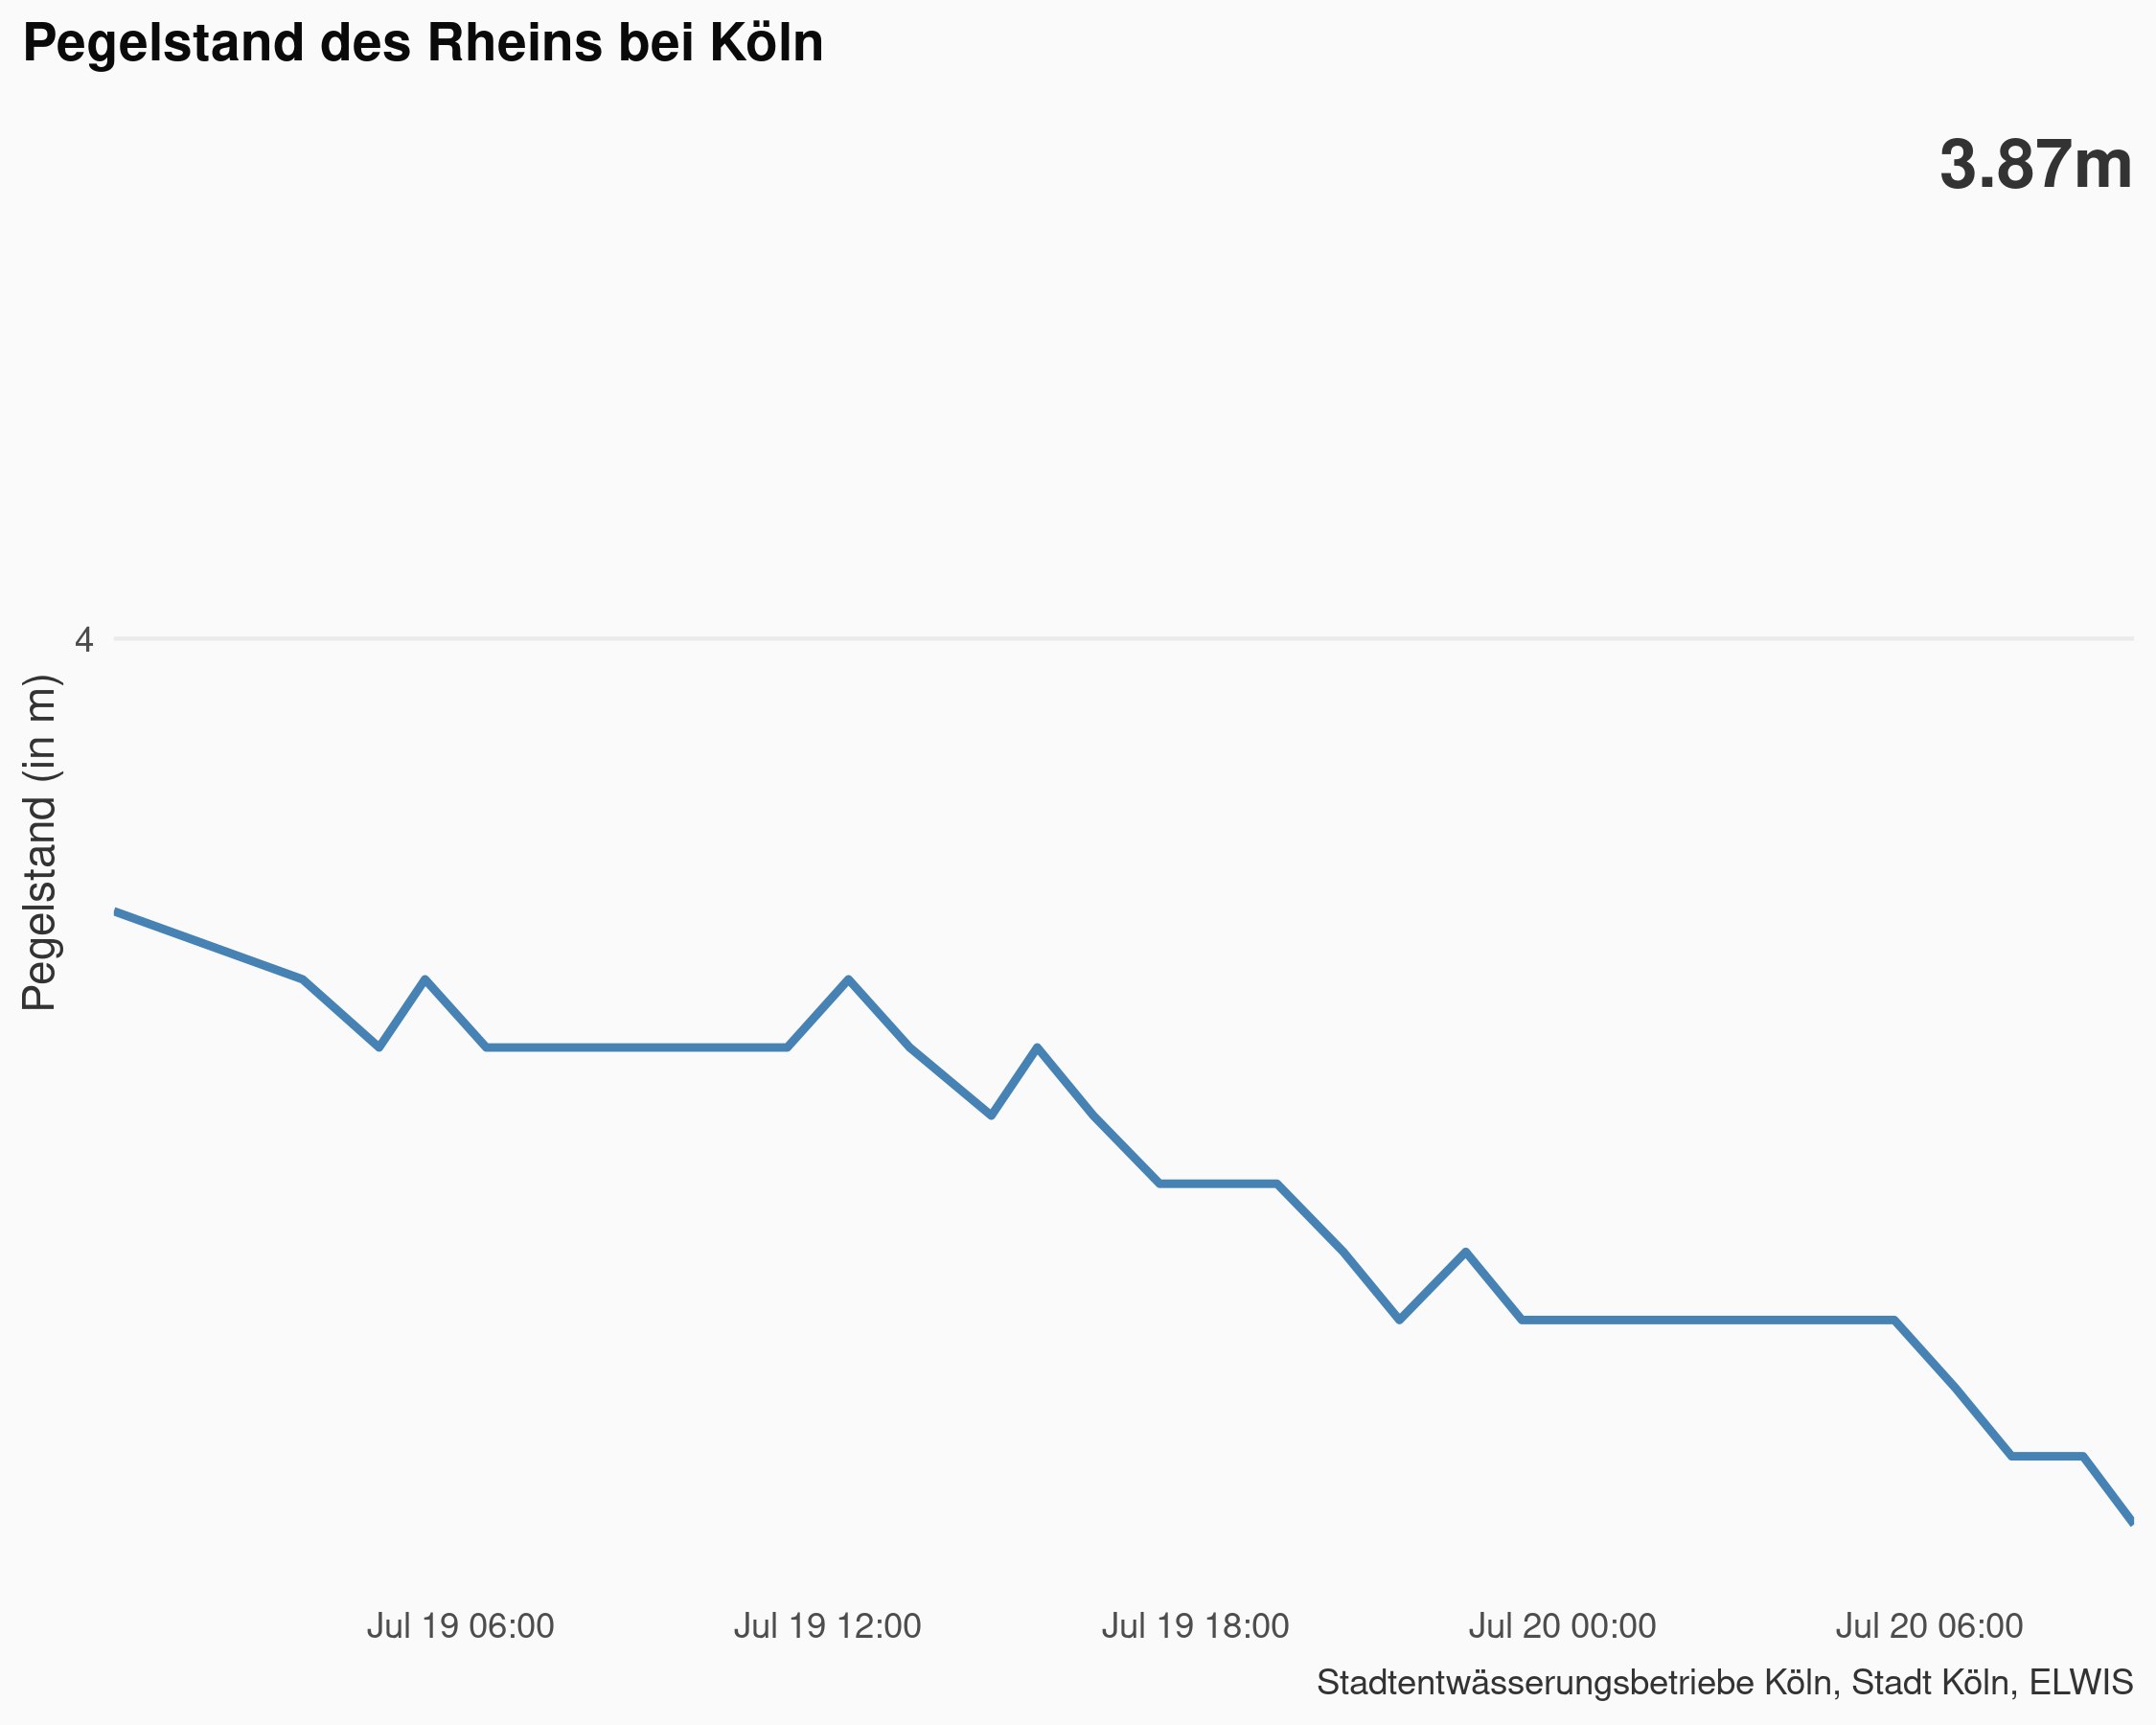 Pegelstand des Rheins bei Köln
3.87m
4
Pegelstand (in m)
Jul 19 06:00 Jul 19 12:00 Jul 19 18:00 Jul 20 00:00 Jul 20 06:00
Stadtentwässerungsbetriebe Köln, Stadt Köln, ELWIS